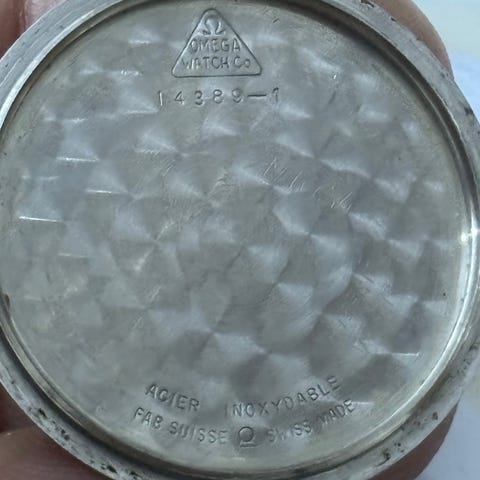 Ω
OMEGA
WATCH Co
14389-1
ACIER INOXYDABLE
FAB. SUISSE Ω SWISS MADE